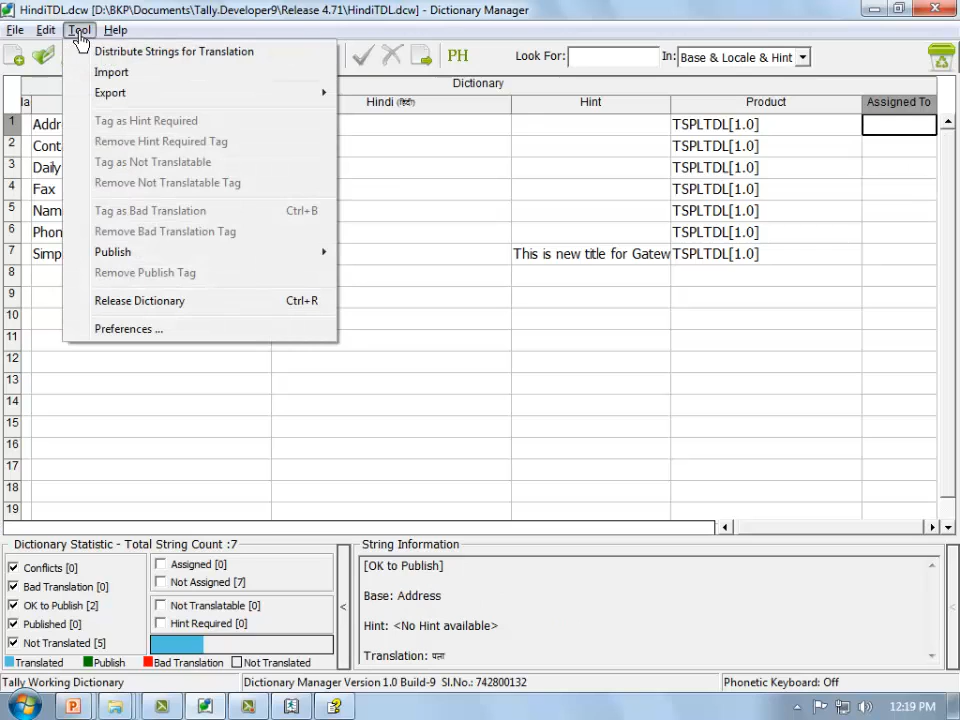 HindiTDL.dcw [D:\BKP\Documents\Tally.Developer9\Release 4.71\HindiTDL.dcw] - Dictionary Manager
File Edit Tool Help
PH Look For: In: Base & Locale & Hint
Distribute Strings for Translation
Import
Export
Tag as Hint Required
Remove Hint Required Tag
Tag as Not Translatable
Remove Not Translatable Tag
Tag as Bad Translation Ctrl+B
Remove Bad Translation Tag
Publish
Remove Publish Tag
Release Dictionary Ctrl+R
Preferences ...
Dictionary
Hindi (हिंदी) Hint Product Assigned To
1 Addr TSPLTDL[1.0]
2 Cont TSPLTDL[1.0]
3 Daily TSPLTDL[1.0]
4 Fax TSPLTDL[1.0]
5 Nam TSPLTDL[1.0]
6 Phon TSPLTDL[1.0]
7 Simp This is new title for Gatew TSPLTDL[1.0]
8
9
10
11
12
13
14
15
16
17
18
19
Dictionary Statistic - Total String Count :7
Conflicts [0]
Bad Translation [0]
OK to Publish [2]
Published [0]
Not Translated [5]
Assigned [0]
Not Assigned [7]
Not Translatable [0]
Hint Required [0]
Translated Publish Bad Translation Not Translated
String Information
[OK to Publish]
Base: Address
Hint: <No Hint available>
Translation: पता
Tally Working Dictionary Dictionary Manager Version 1.0 Build-9 Sl.No.: 742800132 Phonetic Keyboard: Off
12:19 PM